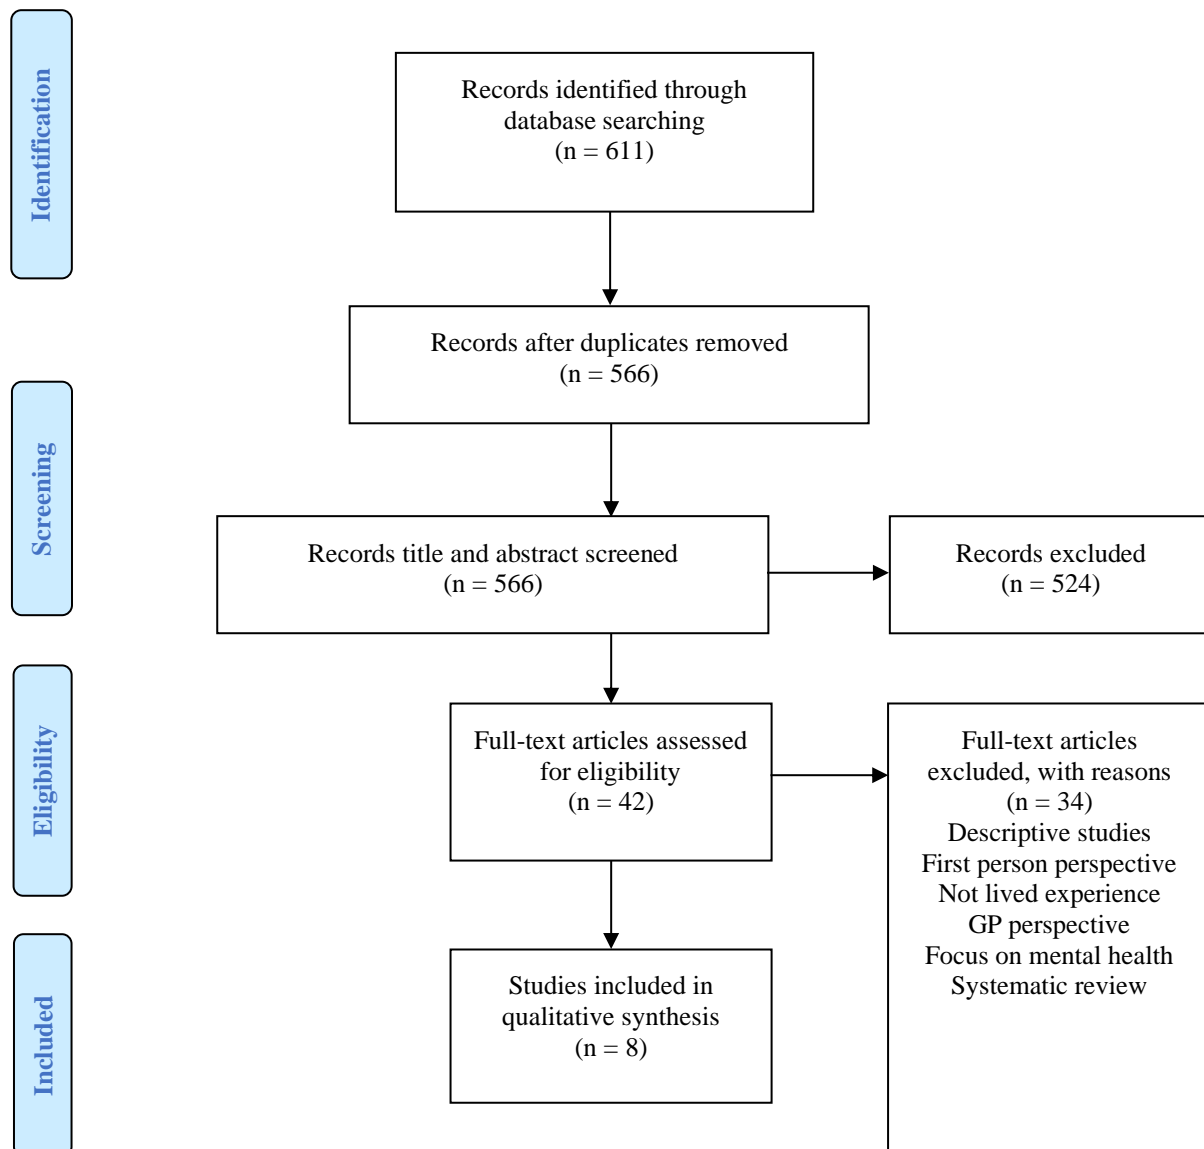 Identification
Records identified through
database searching
(n = 611)
Records after duplicates removed
(n = 566)
Screening
Records title and abstract screened
(n = 566)
Records excluded
(n = 524)
Eligibility
Full-text articles assessed
for eligibility
(n = 42)
Full-text articles
excluded, with reasons
(n = 34)
Descriptive studies
First person perspective
Not lived experience
GP perspective
Focus on mental health
Systematic review
Included
Studies included in
qualitative synthesis
(n = 8)